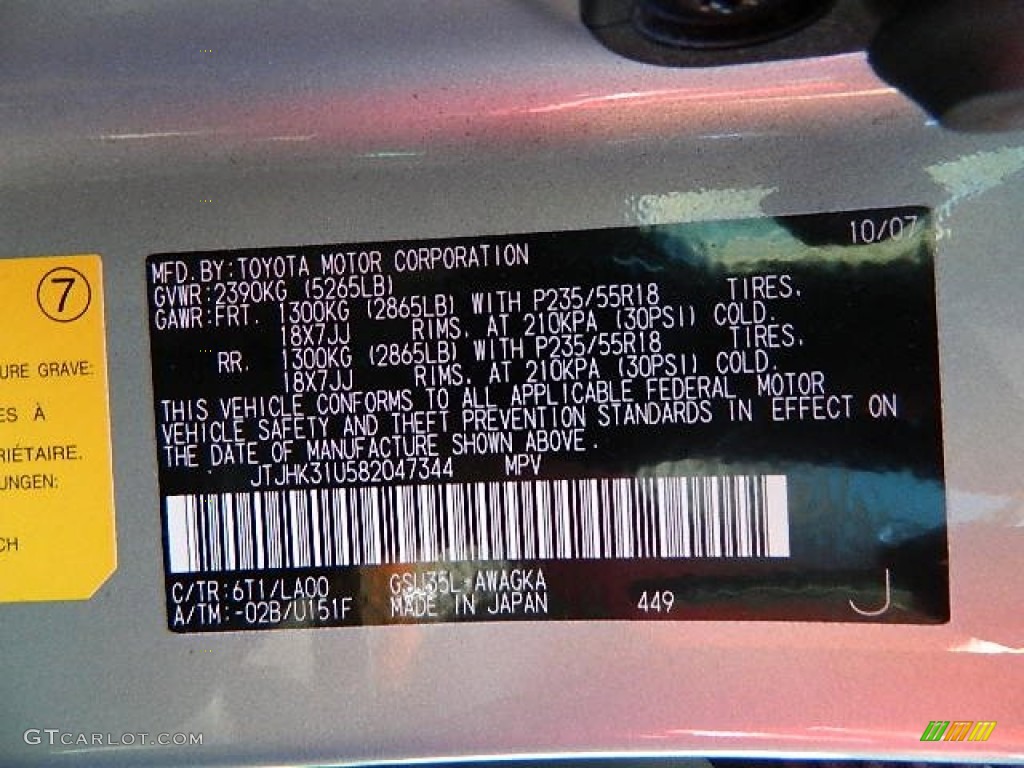 10/07
MFD. BY: TOYOTA MOTOR CORPORATION
GVWR: 2390KG (5265LB)
GAWR: FRT. 1300KG (2865LB) WITH P235/55R18 TIRES.
18X7JJ RIMS. AT 210KPA (30PSI) COLD.
RR. 1300KG (2865LB) WITH P235/55R18 TIRES.
18X7JJ RIMS. AT 210KPA (30PSI) COLD.
THIS VEHICLE CONFORMS TO ALL APPLICABLE FEDERAL MOTOR
VEHICLE SAFETY AND THEFT PREVENTION STANDARDS IN EFFECT ON
THE DATE OF MANUFACTURE SHOWN ABOVE.
JTJHK31U582047344 MPV
C/TR: 6T1/LA00 GSU35L-AWAGKA
A/TM: -02B/U151F MADE IN JAPAN 449 J
7
URE GRAVE:
ES À
RIÉTAIRE.
UNGEN:
CH
GTCARLOT.COM